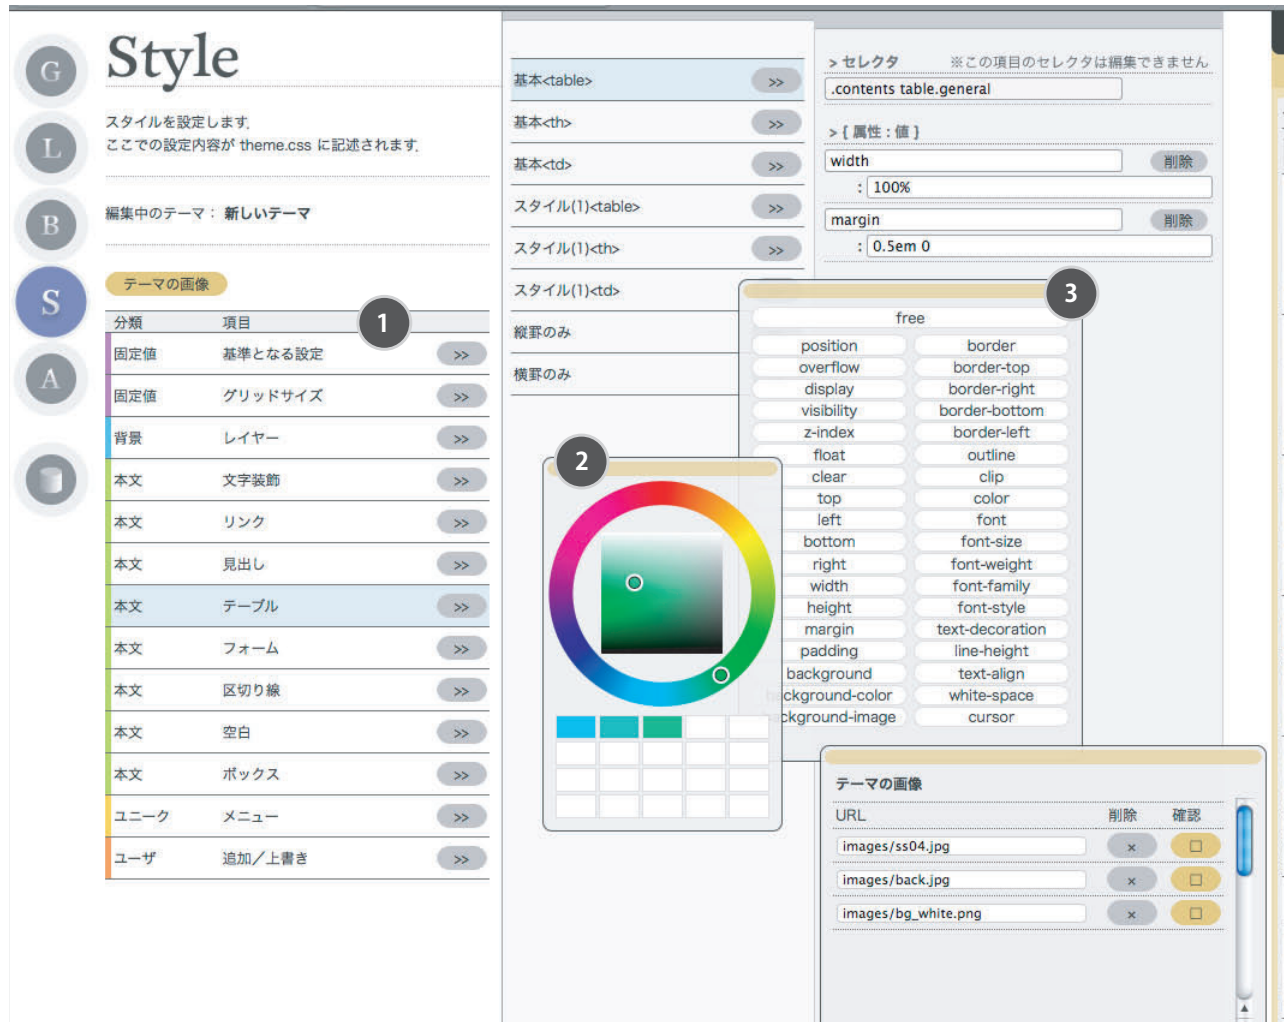 G
L
B
S
A
Style
スタイルを設定します．
ここでの設定内容が theme.css に記述されます．
編集中のテーマ： 新しいテーマ
テーマの画像
1
分類 項目
固定値 基準となる設定 >>
固定値 グリッドサイズ >>
背景 レイヤー >>
本文 文字装飾 >>
本文 リンク >>
本文 見出し >>
本文 テーブル >>
本文 フォーム >>
本文 区切り線 >>
本文 空白 >>
本文 ボックス >>
ユニーク メニュー >>
ユーザ 追加／上書き >>
基本<table> >>
基本<th> >>
基本<td> >>
スタイル(1)<table> >>
スタイル(1)<th> >>
スタイル(1)<td>
縦罫のみ
横罫のみ
2
> セレクタ ※この項目のセレクタは編集できません
.contents table.general
> { 属性 : 値 }
width 削除
: 100%
margin 削除
: 0.5em 0
3
free
position border
overflow border-top
display border-right
visibility border-bottom
z-index border-left
float outline
clear clip
top color
left font
bottom font-size
right font-weight
width font-family
height font-style
margin text-decoration
padding line-height
background text-align
ckground-color white-space
ckground-image cursor
テーマの画像
URL 削除 確認
images/ss04.jpg ×
images/back.jpg ×
images/bg_white.png ×